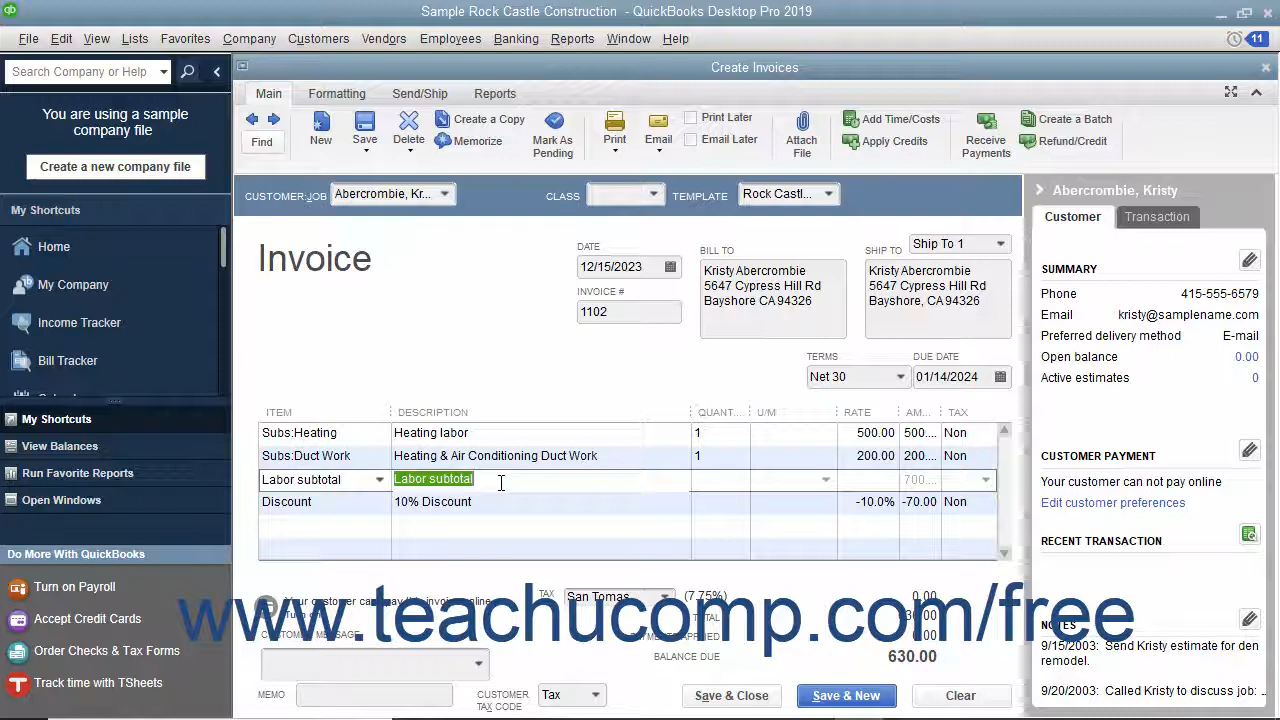 Sample Rock Castle Construction - QuickBooks Desktop Pro 2019
File Edit View Lists Favorites Company Customers Vendors Employees Banking Reports Window Help
11
Search Company or Help
You are using a sample
company file
Create a new company file
My Shortcuts
Home
My Company
Income Tracker
Bill Tracker
My Shortcuts
View Balances
Run Favorite Reports
Open Windows
Do More With QuickBooks
Turn on Payroll
Accept Credit Cards
Order Checks & Tax Forms
Track time with TSheets
Create Invoices
Main Formatting Send/Ship Reports
Find
New
Save
Delete
Create a Copy
Memorize
Mark As
Pending
Print
Email
Print Later
Email Later
Attach
File
Add Time/Costs
Apply Credits
Receive
Payments
Create a Batch
Refund/Credit
CUSTOMER:JOB Abercrombie, Kr... CLASS TEMPLATE Rock Castl...
Invoice
DATE
12/15/2023
INVOICE #
1102
BILL TO
Kristy Abercrombie
5647 Cypress Hill Rd
Bayshore CA 94326
SHIP TO Ship To 1
Kristy Abercrombie
5647 Cypress Hill Rd
Bayshore, CA 94326
TERMS
Net 30
DUE DATE
01/14/2024
ITEM DESCRIPTION QUANT... U/M RATE AM... TAX
Subs:Heating Heating labor 1 500.00 500.... Non
Subs:Duct Work Heating & Air Conditioning Duct Work 1 200.00 200.... Non
Labor subtotal Labor subtotal 700....
Discount 10% Discount -10.0% -70.00 Non
TAX San Tomas (7.75%) 0.00
TOTAL
BALANCE DUE 630.00
CUSTOMER MESSAGE
MEMO
CUSTOMER
TAX CODE
Tax
Save & Close
Save & New
Clear
Abercrombie, Kristy
Customer Transaction
SUMMARY
Phone 415-555-6579
Email kristy@samplename.com
Preferred delivery method E-mail
Open balance 0.00
Active estimates 0
CUSTOMER PAYMENT
Your customer can not pay online
Edit customer preferences
RECENT TRANSACTION
NOTES
9/15/2003: Send Kristy estimate for den
remodel.
9/20/2003: Called Kristy to discuss job:
www.teachucomp.com/free